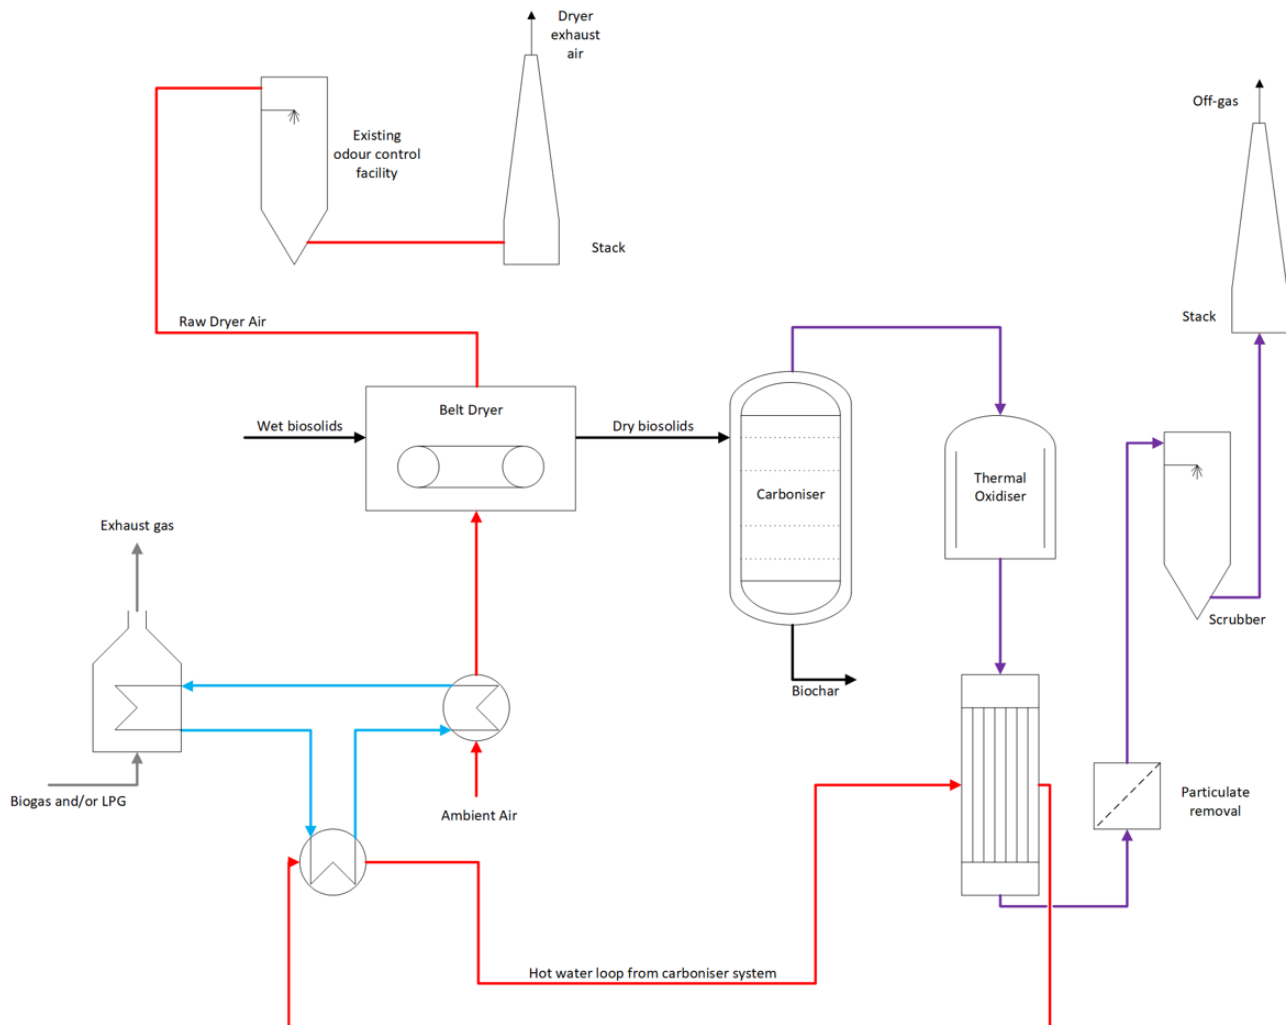 Dryer
exhaust
air
Off-gas
Existing
odour control
facility
Stack
Raw Dryer Air
Stack
Belt Dryer
Wet biosolids
Dry biosolids
Carboniser
Thermal
Oxidiser
Exhaust gas
Scrubber
Biochar
Biogas and/or LPG
Ambient Air
Particulate
removal
Hot water loop from carboniser system